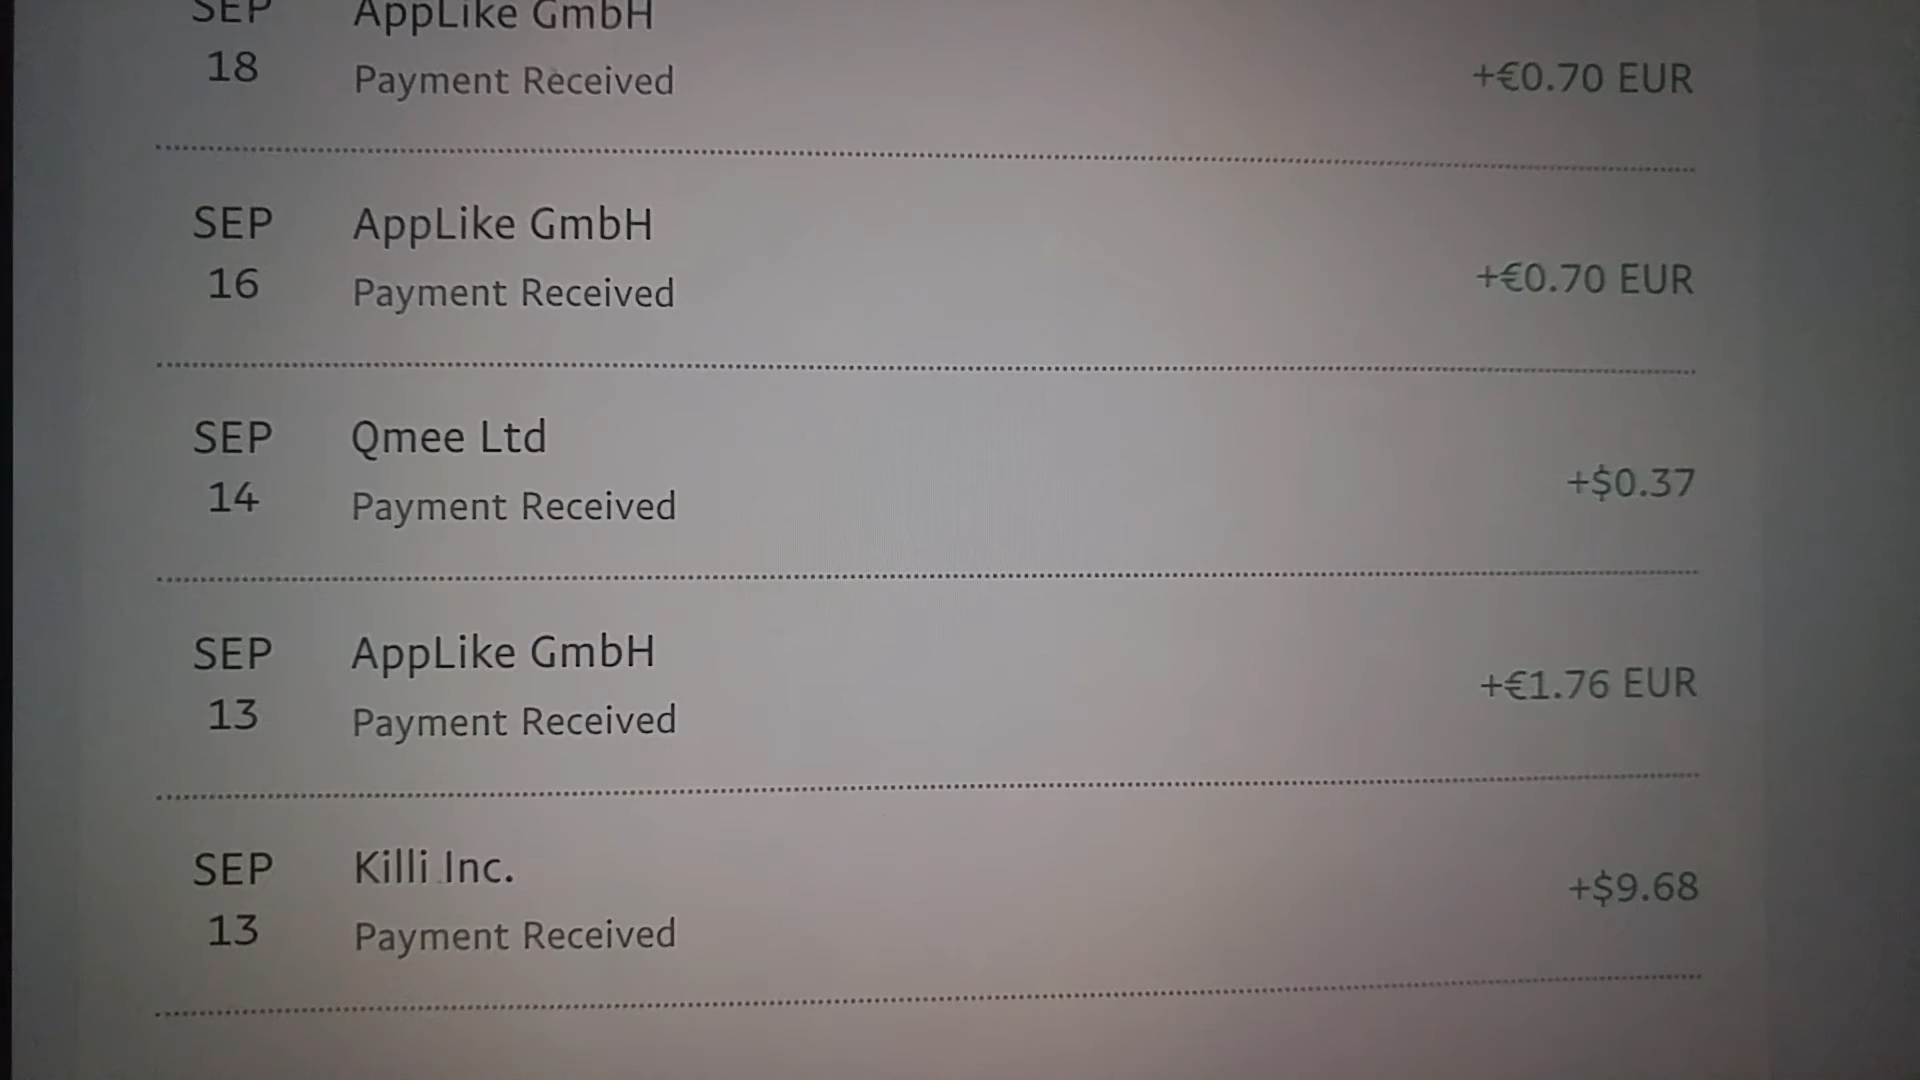 SEP AppLike GmbH
18 Payment Received +€0.70 EUR
SEP AppLike GmbH
16 Payment Received +€0.70 EUR
SEP Qmee Ltd
14 Payment Received +$0.37
SEP AppLike GmbH
13 Payment Received +€1.76 EUR
SEP Killi Inc.
13 Payment Received +$9.68